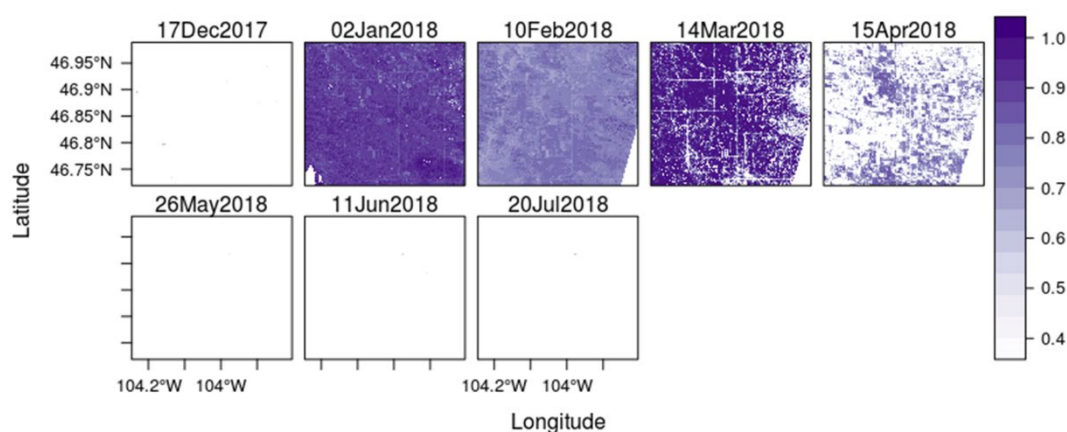 17Dec2017 02Jan2018 10Feb2018 14Mar2018 15Apr2018
46.95°N
46.9°N
46.85°N
46.8°N
46.75°N
26May2018 11Jun2018 20Jul2018
104.2°W 104°W 104.2°W 104°W
Latitude
Longitude
1.0
0.9
0.8
0.7
0.6
0.5
0.4